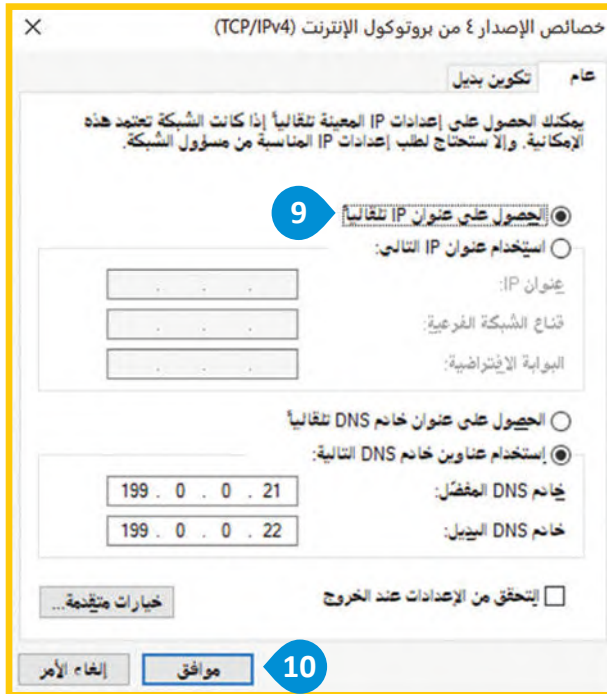 خصائص الإصدار ٤ من بروتوكول الإنترنت (TCP/IPv4)
عام
تكوين بديل
يمكنك الحصول على إعدادات IP المعينة تلقائياً إذا كانت الشبكة تعتمد هذه
الإمكانية. وإلا ستحتاج لطلب إعدادات IP المناسبة من مسؤول الشبكة.
الحصول على عنوان IP تلقائياً
9
استخدام عنوان IP التالي:
عنوان IP:
قناع الشبكة الفرعية:
البوابة الافتراضية:
الحصول على عنوان خادم DNS تلقائياً
إستخدام عناوين خادم DNS التالية:
خادم DNS المفضّل:
199 . 0 . 0 . 21
خادم DNS البديل:
199 . 0 . 0 . 22
التحقق من الإعدادات عند الخروج
خيارات متقدمة...
10
موافق
إلغاء الأمر